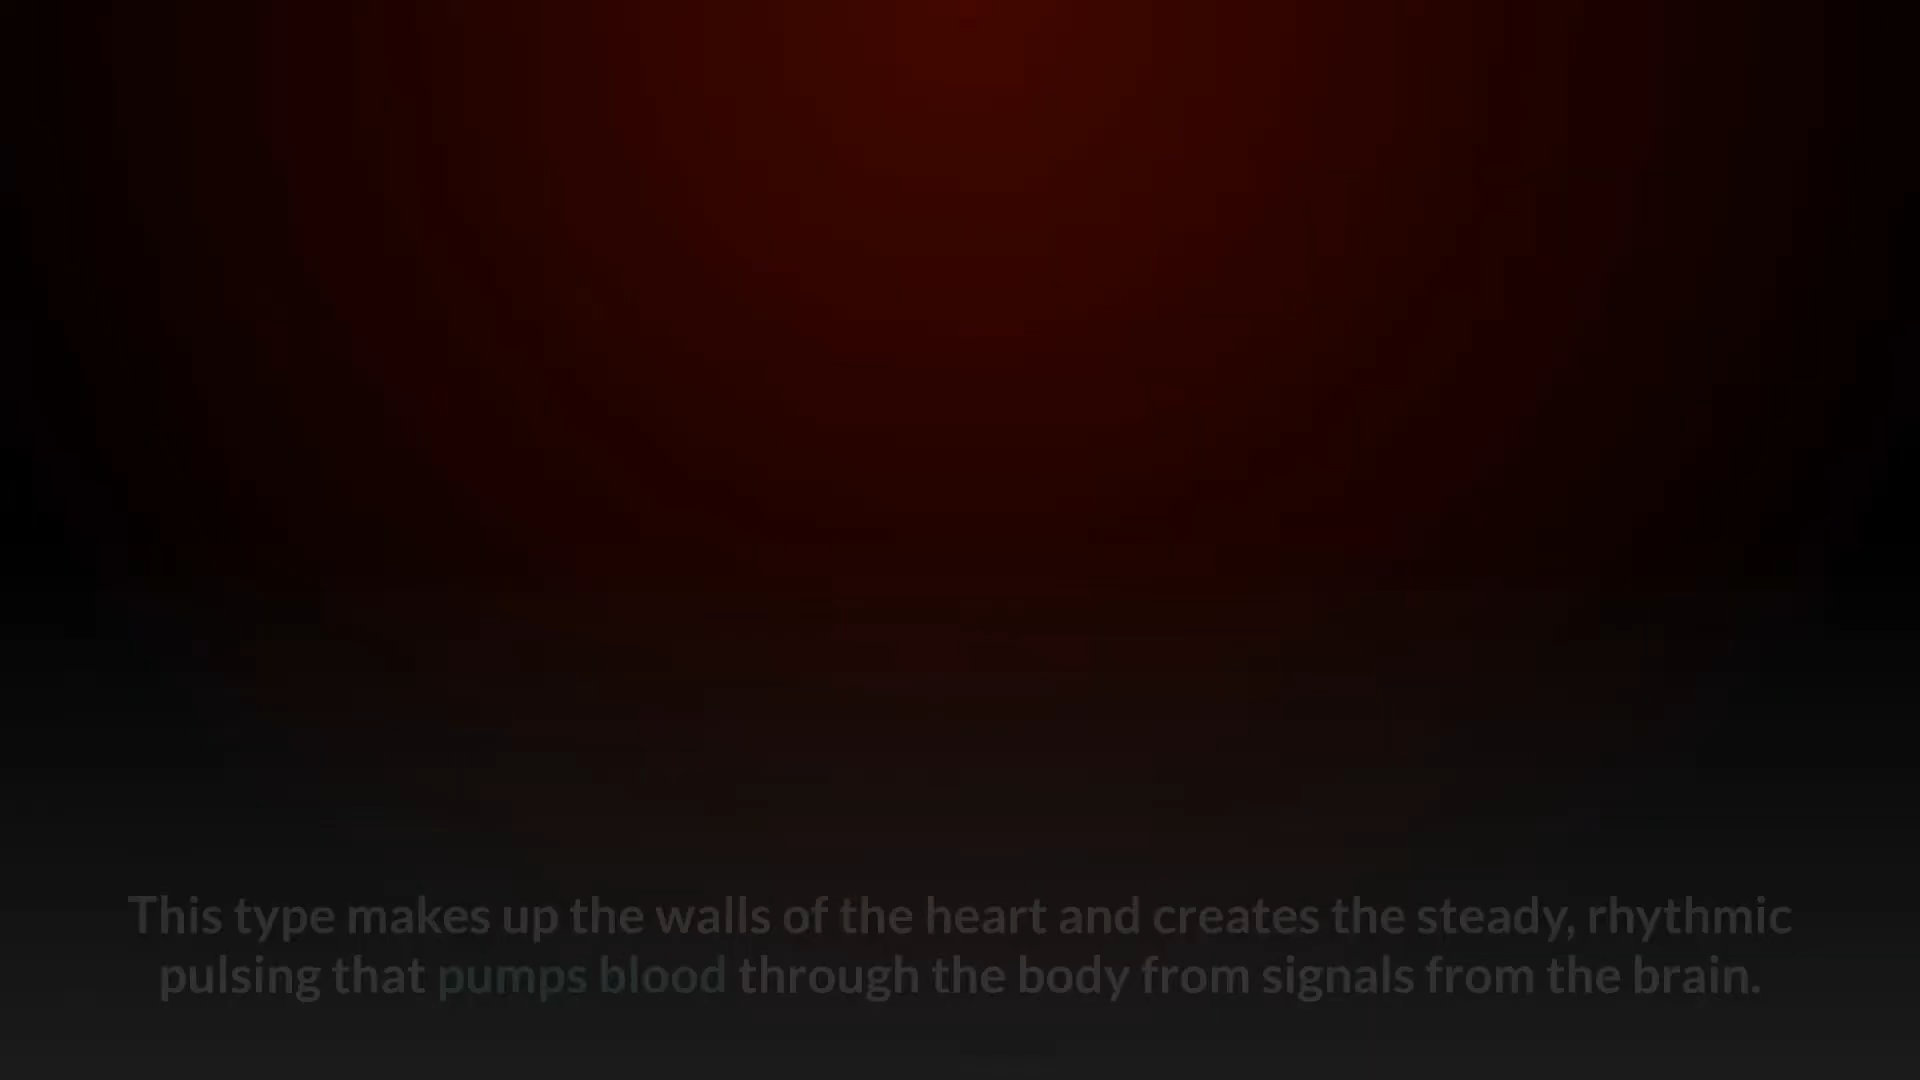 This type makes up the walls of the heart and creates the steady, rhythmic
pulsing that pumps blood through the body from signals from the brain.